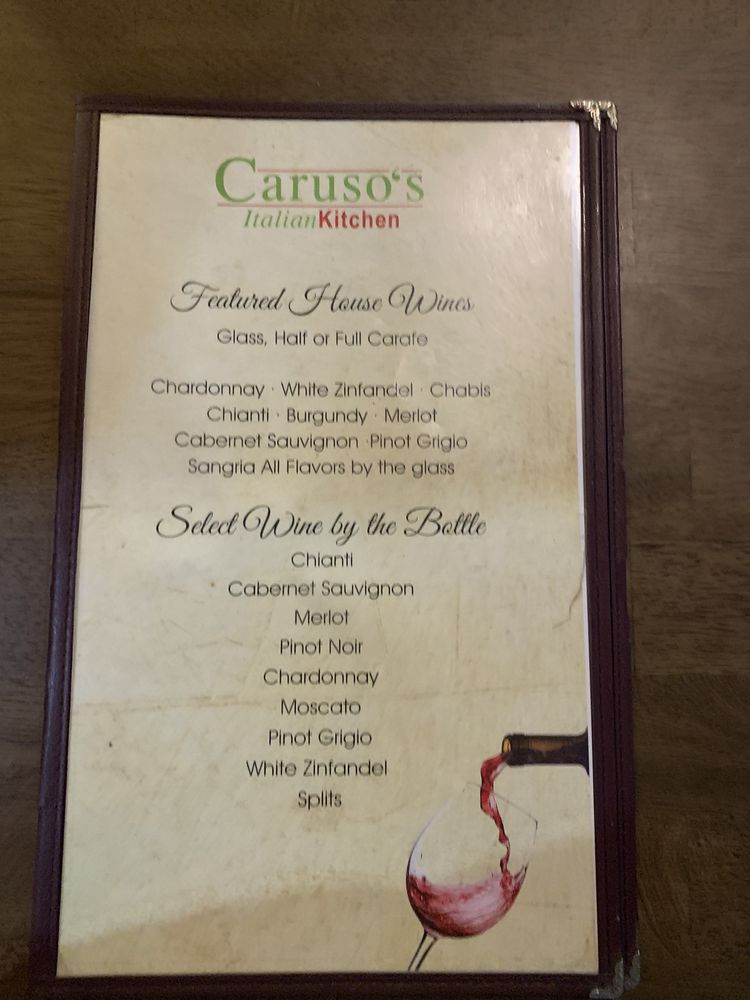 Caruso‘s
ItalianKitchen
Featured House Wines
Glass, Half or Full Carafe
Chardonnay · White Zinfandel · Chabis
Chianti · Burgundy · Merlot
Cabernet Sauvignon ·Pinot Grigio
Sangria All Flavors by the glass
Select Wine by the Bottle
Chianti
Cabernet Sauvignon
Merlot
Pinot Noir
Chardonnay
Moscato
Pinot Grigio
White Zinfandel
Splits